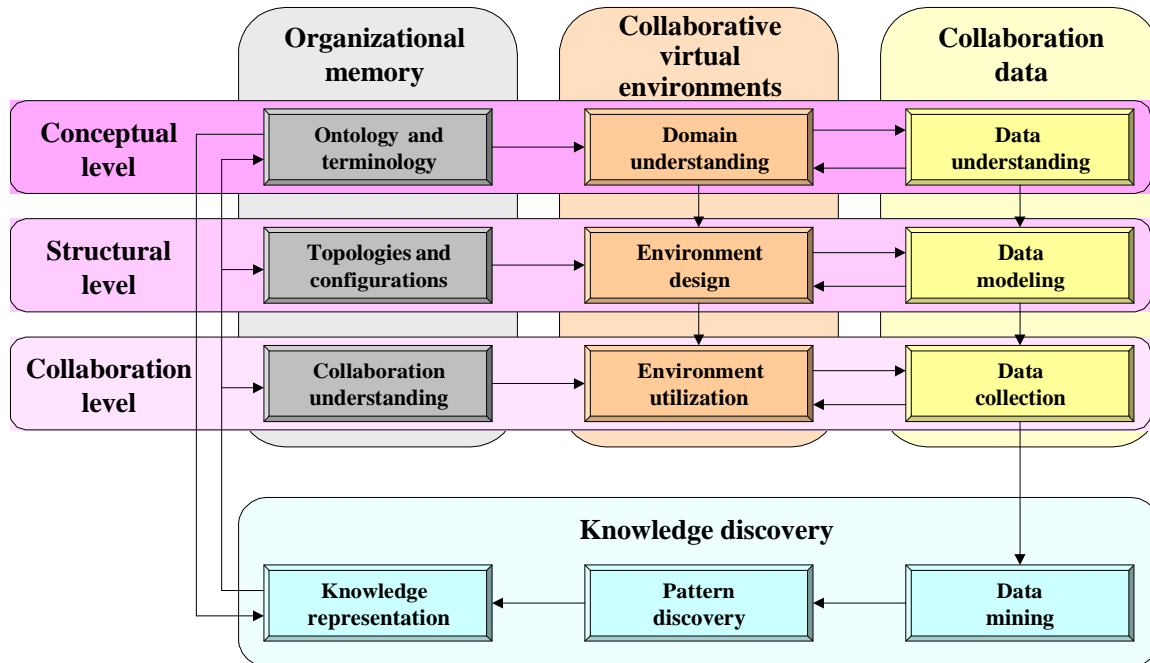 Organizational
memory
Collaborative
virtual
environments
Collaboration
data
Conceptual
level
Ontology and
terminology
Domain
understanding
Data
understanding
Structural
level
Topologies and
configurations
Environment
design
Data
modeling
Collaboration
level
Collaboration
understanding
Environment
utilization
Data
collection
Knowledge discovery
Knowledge
representation
Pattern
discovery
Data
mining